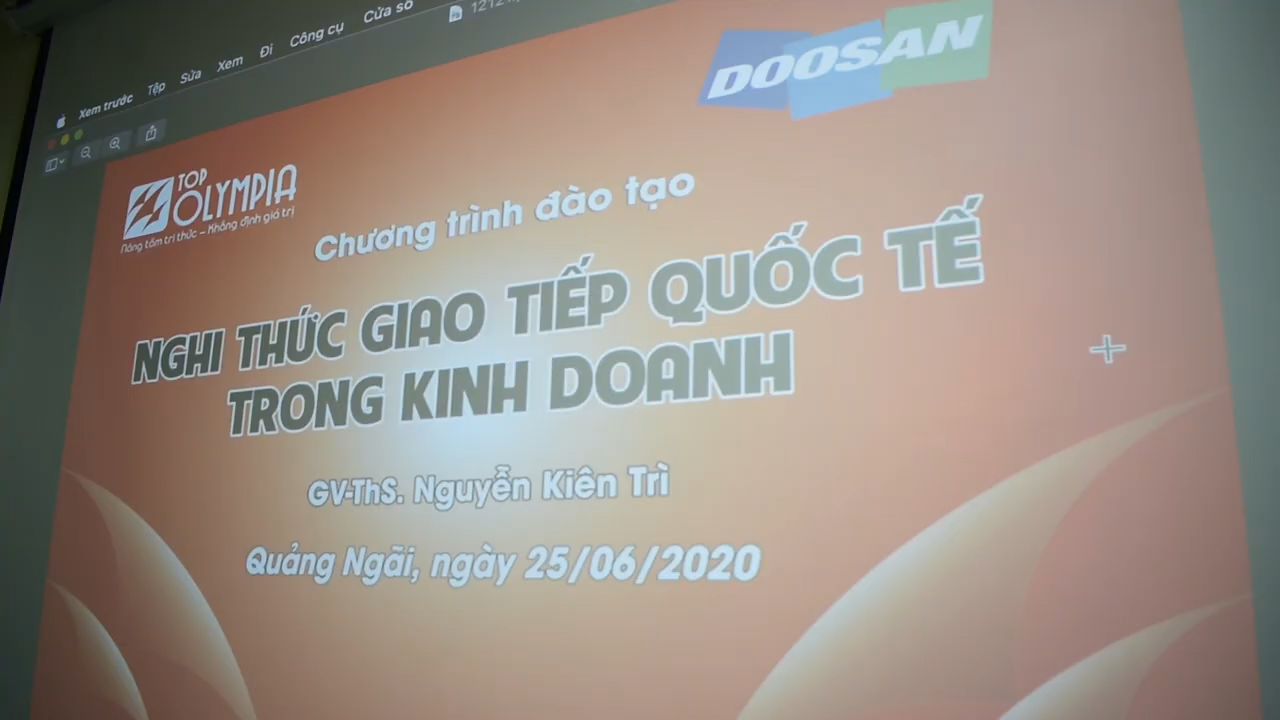 Xem trước Tệp Sửa Xem Đi Công cụ Cửa sổ
DOOSAN
TOP
OLYMPIA
Nâng tầm tri thức - Khẳng định giá trị
Chương trình đào tạo
NGHI THỨC GIAO TIẾP QUỐC TẾ
TRONG KINH DOANH
GV-ThS. Nguyễn Kiên Trì
Quảng Ngãi, ngày 25/06/2020